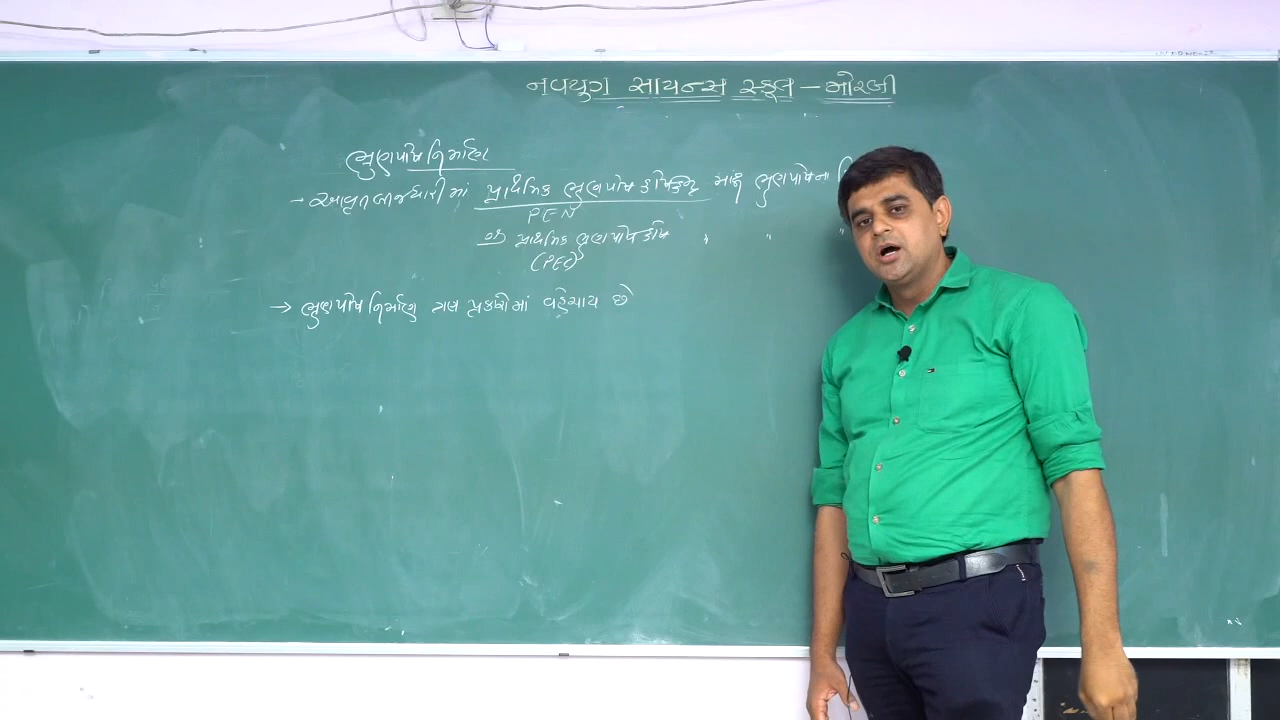 નવયુગ સાયન્સ સ્કૂલ - મોરબી
ભ્રુણપોષ નિર્માણ
→ આવૃત બીજધારી માં પ્રાથમિક ભ્રુણપોષ કોષકેન્દ્ર ભ્રુણપોષના
PEN
પ્રાથમિક ભ્રુણપોષ કોષ " "
(PEC)
→ ભ્રુણપોષ નિર્માણ ત્રણ પ્રકારોમાં વહેંચાય છે